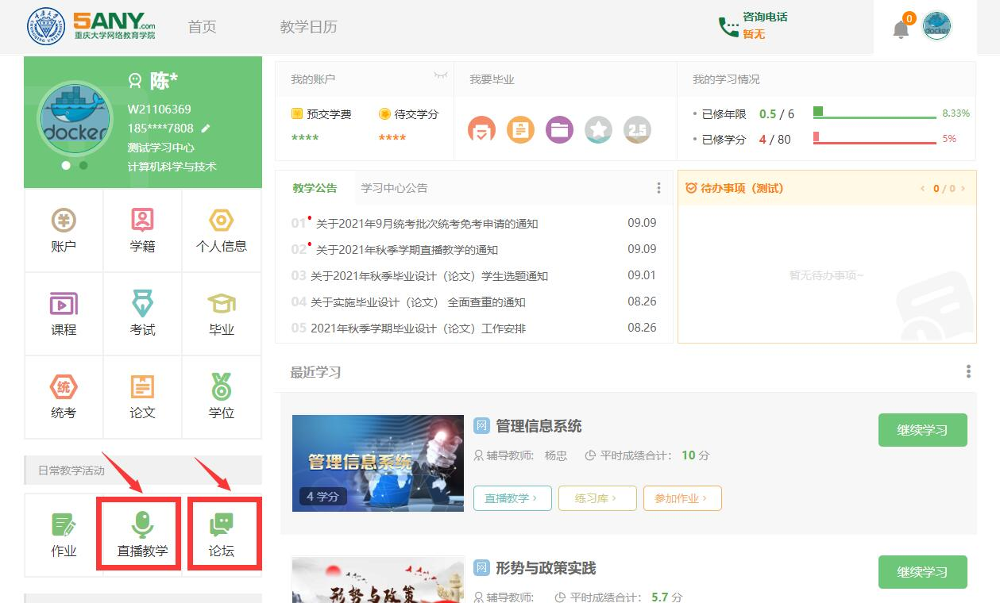 5ANY.com
重庆大学网络教育学院
首页
教学日历
咨询电话
暂无
0
docker
陈*
W21106369
185****7808
测试学习中心
计算机科学与技术
docker
账户
学籍
个人信息
课程
考试
毕业
统
统考
论文
学位
日常教学活动
作业
直播教学
论坛
我的账户
预交学费
待交学分
****
****
我要毕业
2.5
我的学习情况
• 已修年限 0.5 / 6 8.33%
• 已修学分 4 / 80 5%
教学公告 学习中心公告
01 关于2021年9月统考批次统考免考申请的通知 09.09
02 关于2021年秋季学期直播教学的通知 09.09
03 关于2021年秋季毕业设计（论文）学生选题通知 09.01
04 关于实施毕业设计（论文） 全面查重的通知 08.26
05 2021年秋季学期毕业设计（论文）工作安排 08.26
待办事项（测试）
‹ 0 / 0 ›
暂无待办事项~
最近学习
管理信息系统
4 学分
网 管理信息系统
辅导教师: 杨忠 平时成绩合计: 10 分
直播教学 ›
练习库 ›
参加作业 ›
继续学习
形势与政策
网 形势与政策实践
辅导教师: 平时成绩合计: 5.7 分
继续学习